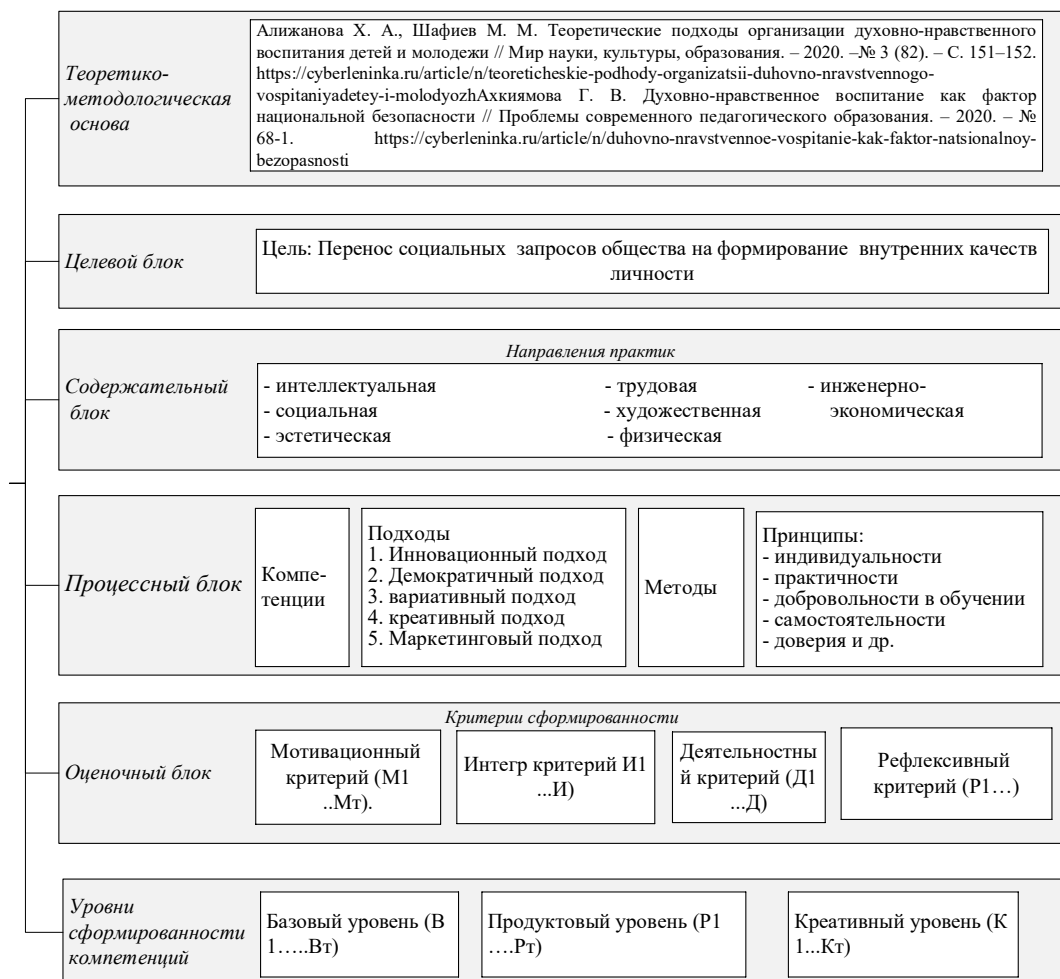 Теоретико-
методологическая
основа
Алижанова Х. А., Шафиев М. М. Теоретические подходы организации духовно-нравственного
воспитания детей и молодежи // Мир науки, культуры, образования. – 2020. –№ 3 (82). – С. 151–152.
https://cyberleninka.ru/article/n/teoreticheskie-podhody-organizatsii-duhovno-nravstvennogo-
vospitaniyadetey-i-molodyozhАхкиямова Г. В. Духовно-нравственное воспитание как фактор
национальной безопасности // Проблемы современного педагогического образования. – 2020. – №
68-1. https://cyberleninka.ru/article/n/duhovno-nravstvennoe-vospitanie-kak-faktor-natsionalnoy-
bezopasnosti
Целевой блок
Цель: Перенос социальных запросов общества на формирование внутренних качеств
личности
Содержательный
блок
Направления практик
- интеллектуальная
- социальная
- эстетическая
- трудовая
- художественная
- физическая
- инженерно-
экономическая
Процессный блок
Компе-
тенции
Подходы
1. Инновационный подход
2. Демократичный подход
3. вариативный подход
4. креативный подход
5. Маркетинговый подход
Методы
Принципы:
- индивидуальности
- практичности
- добровольности в обучении
- самостоятельности
- доверия и др.
Оценочный блок
Критерии сформированности
Мотивационный
критерий (М1
..Мт).
Интегр критерий И1
...И)
Деятельностны
й критерий (Д1
...Д)
Рефлексивный
критерий (Р1…)
Уровни
сформированности
компетенций
Базовый уровень (В
1…..Вт)
Продуктовый уровень (Р1
….Рт)
Креативный уровень (К
1...Кт)